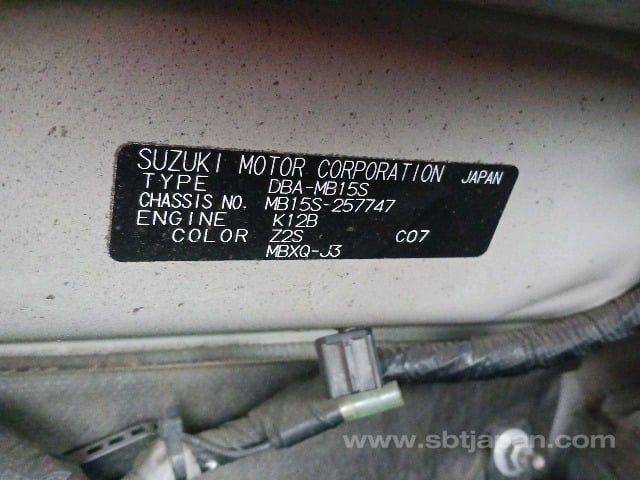 SUZUKI MOTOR CORPORATION JAPAN
TYPE DBA-MB15S
CHASSIS NO. MB15S-257747
ENGINE K12B
COLOR Z2S C07
MBXQ-J3
www.sbtjapan.com